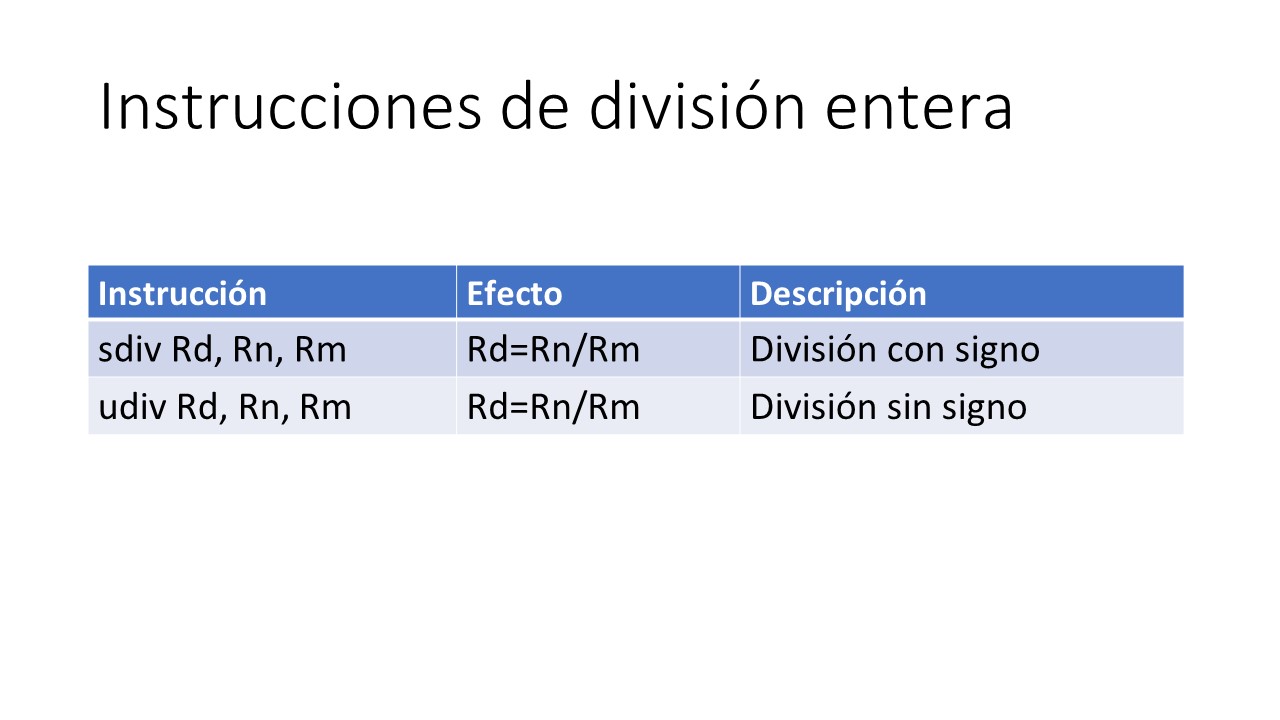 Instrucciones de división entera
Instrucción Efecto Descripción
sdiv Rd, Rn, Rm Rd=Rn/Rm División con signo
udiv Rd, Rn, Rm Rd=Rn/Rm División sin signo